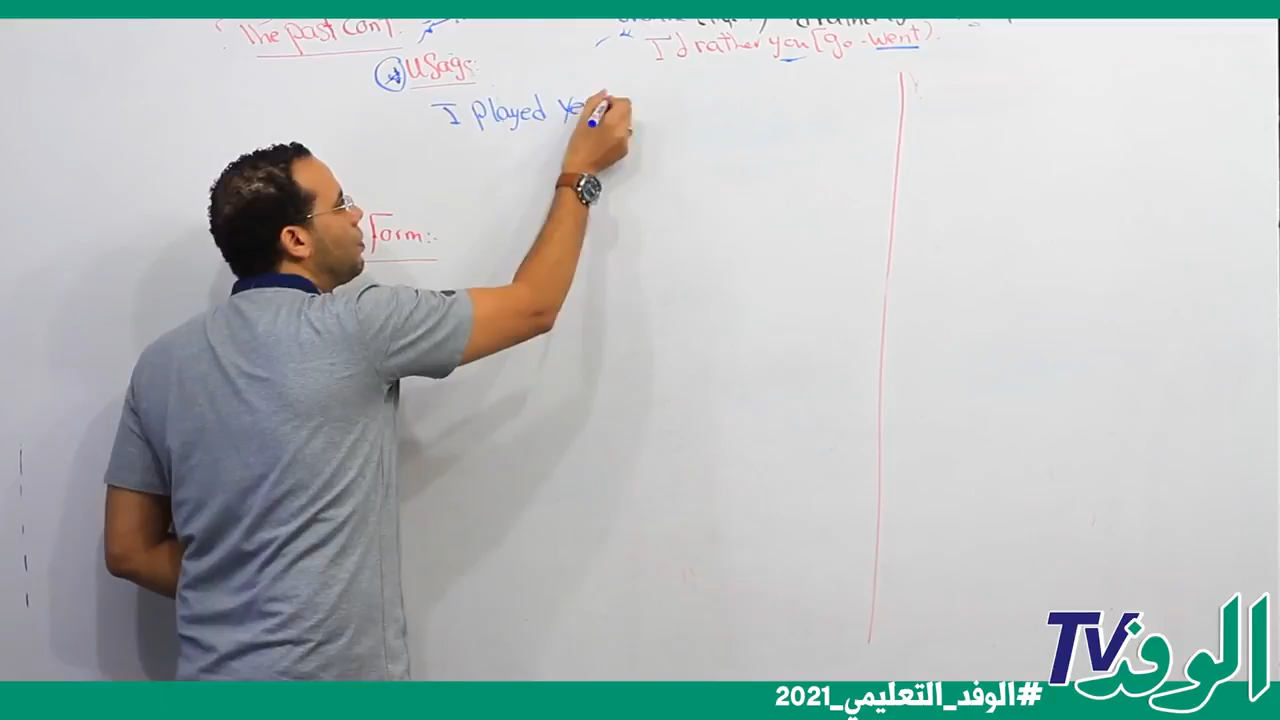 I'd rather you [go - went).
The past cont.
Usage:
I played Ye
Form:-
الوفد TV
#الوفد_التعليمي_2021